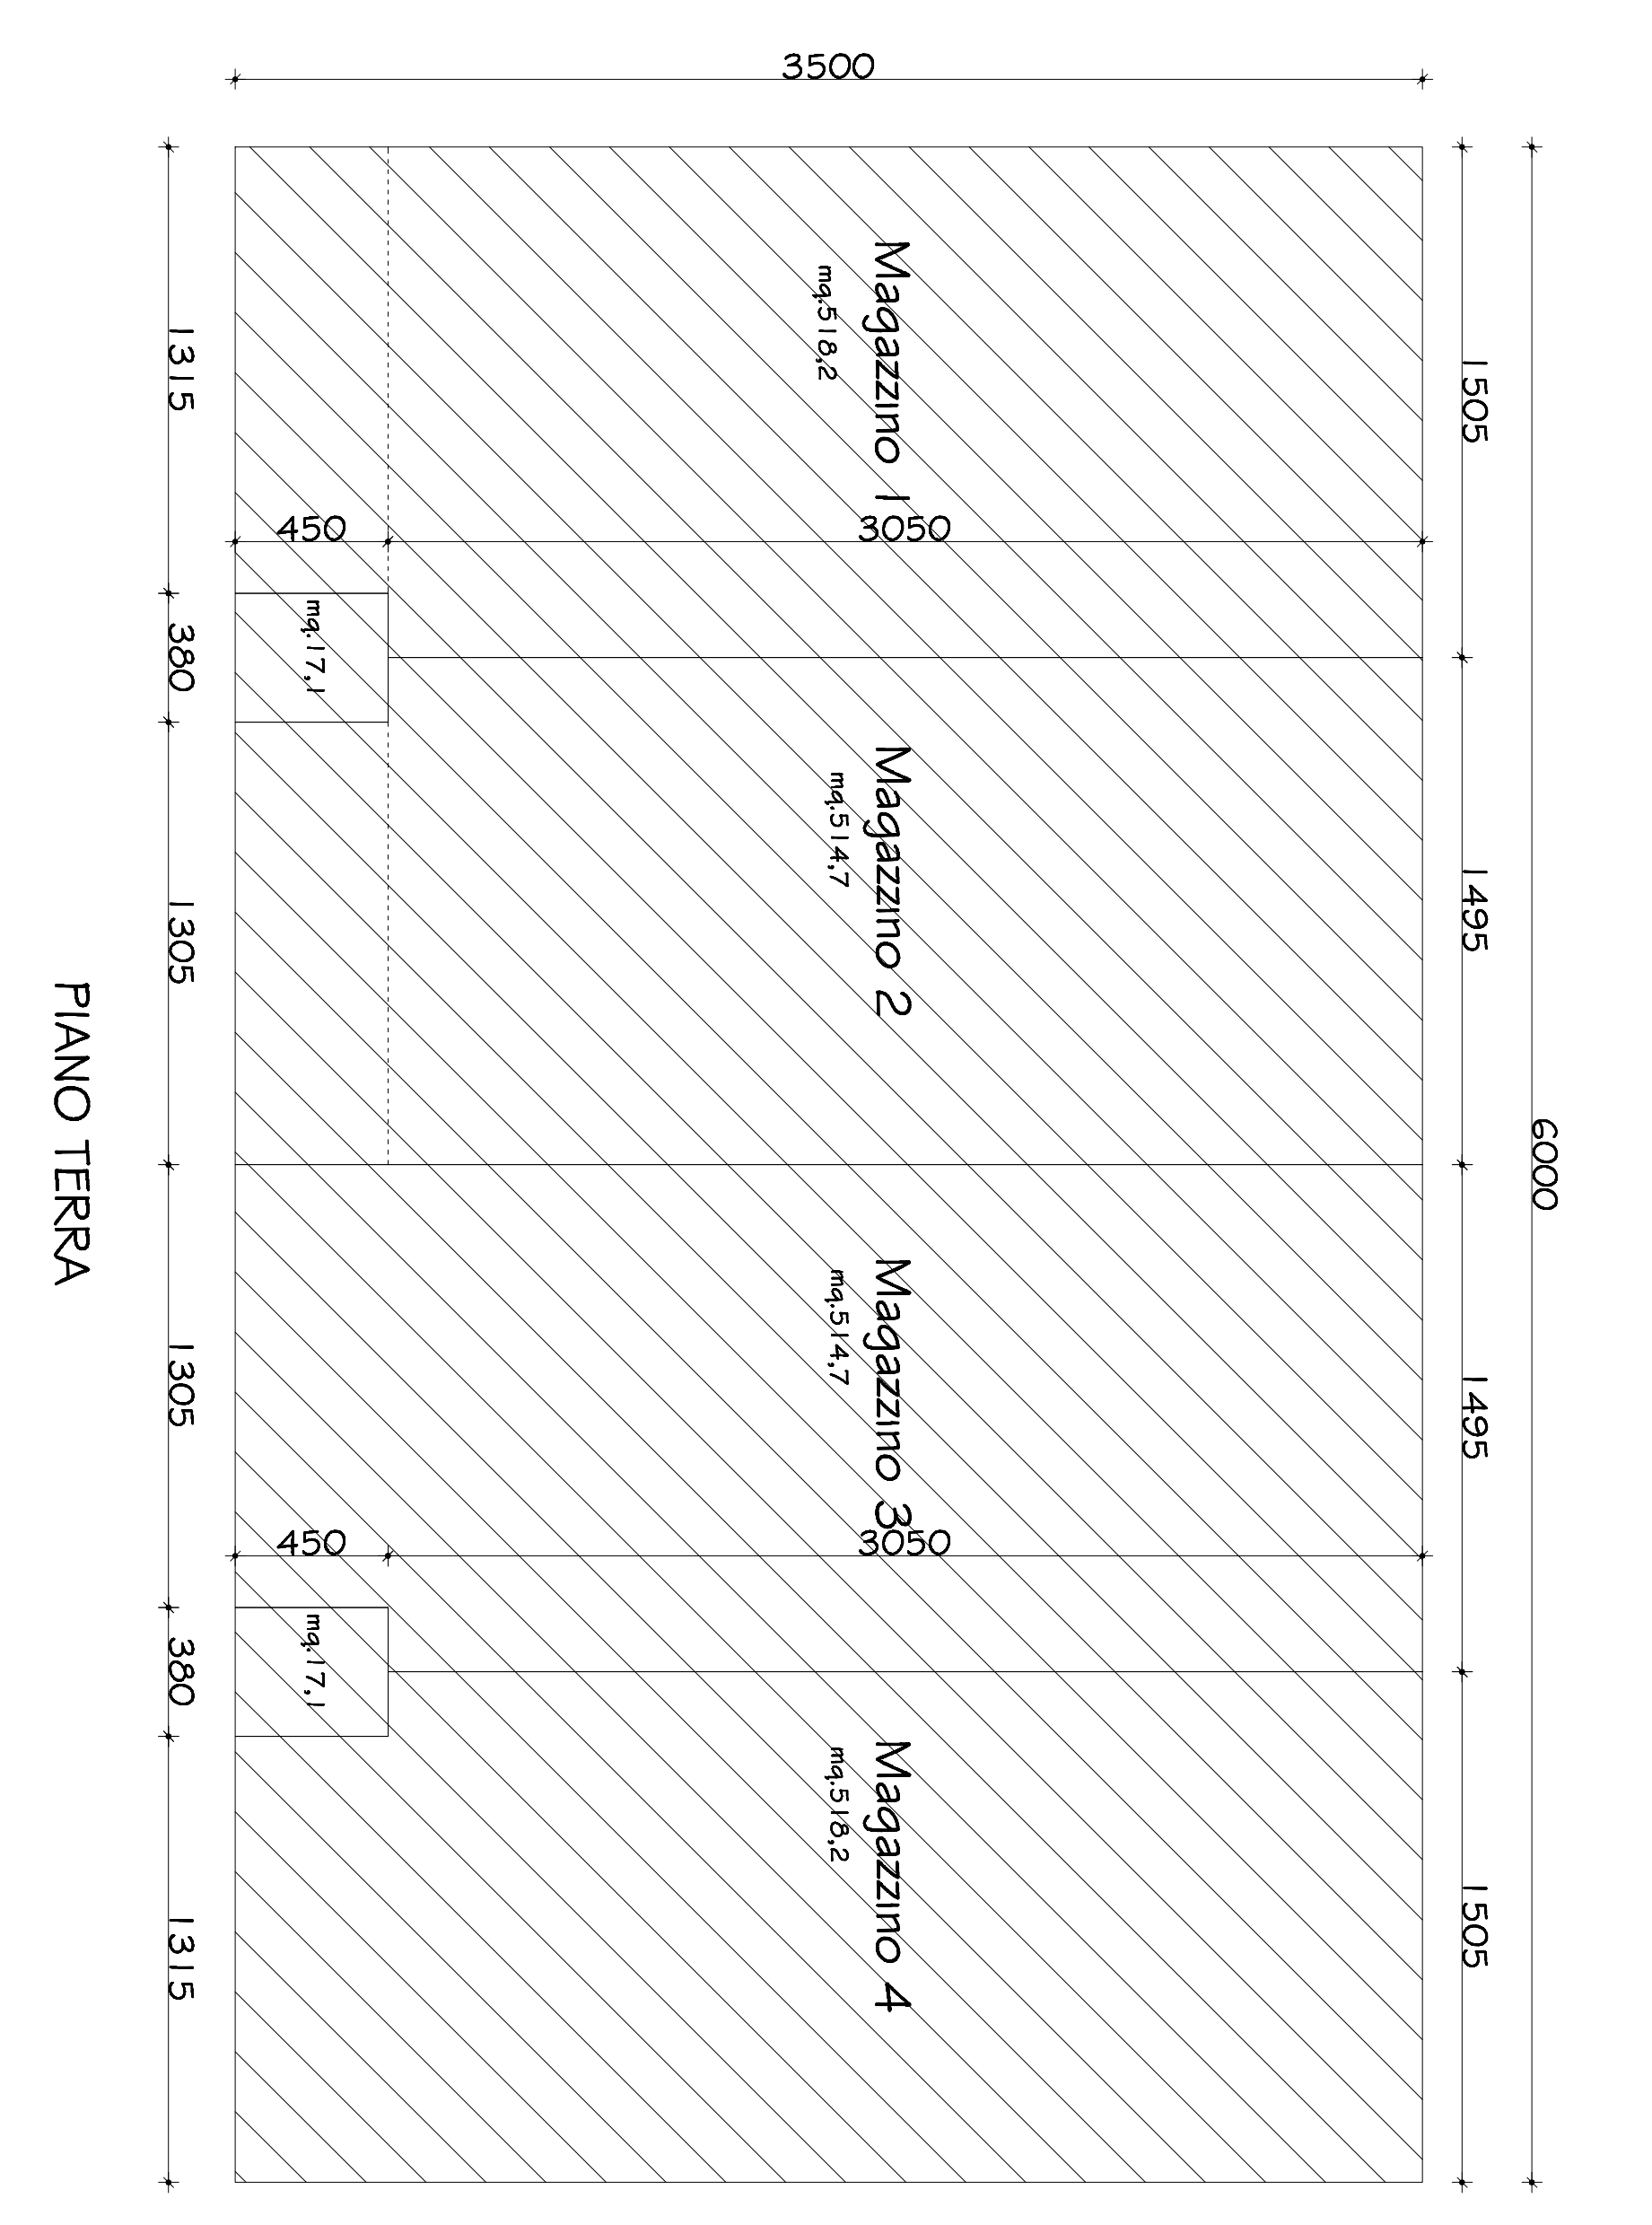 3500
6000
1505
1495
1495
1505
Magazzino 1
mq.518,2
450
3050
mq.17,1
Magazzino 2
mq.514,7
Magazzino 3
mq.514,7
450
3050
mq.17,1
Magazzino 4
mq.518,2
1315
380
1305
1305
380
1315
PIANO TERRA